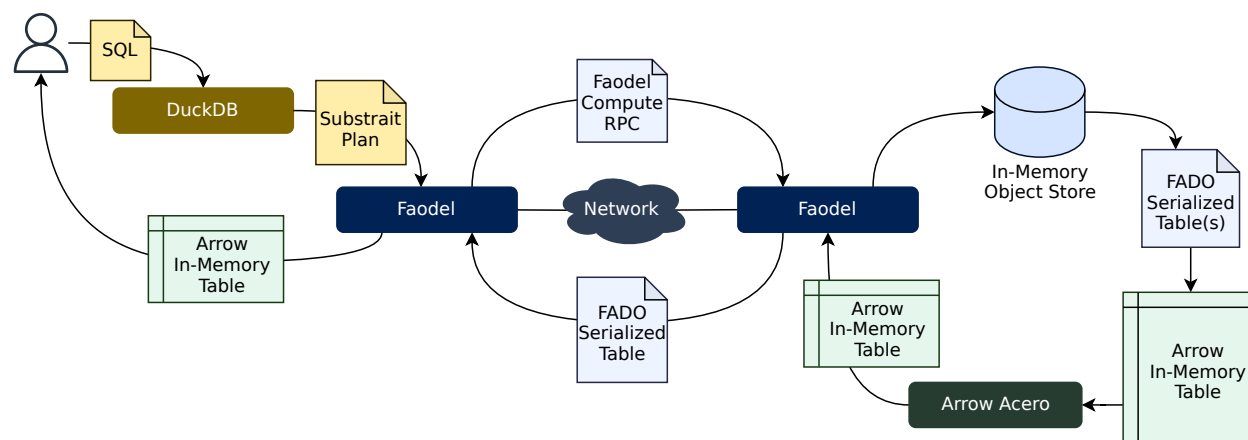 SQL
DuckDB
Substrait
Plan
Faodel
Compute
RPC
In-Memory
Object Store
FADO
Serialized
Table(s)
Faodel
Network
Faodel
Arrow
In-Memory
Table
FADO
Serialized
Table
Arrow
In-Memory
Table
Arrow
In-Memory
Table
Arrow Acero